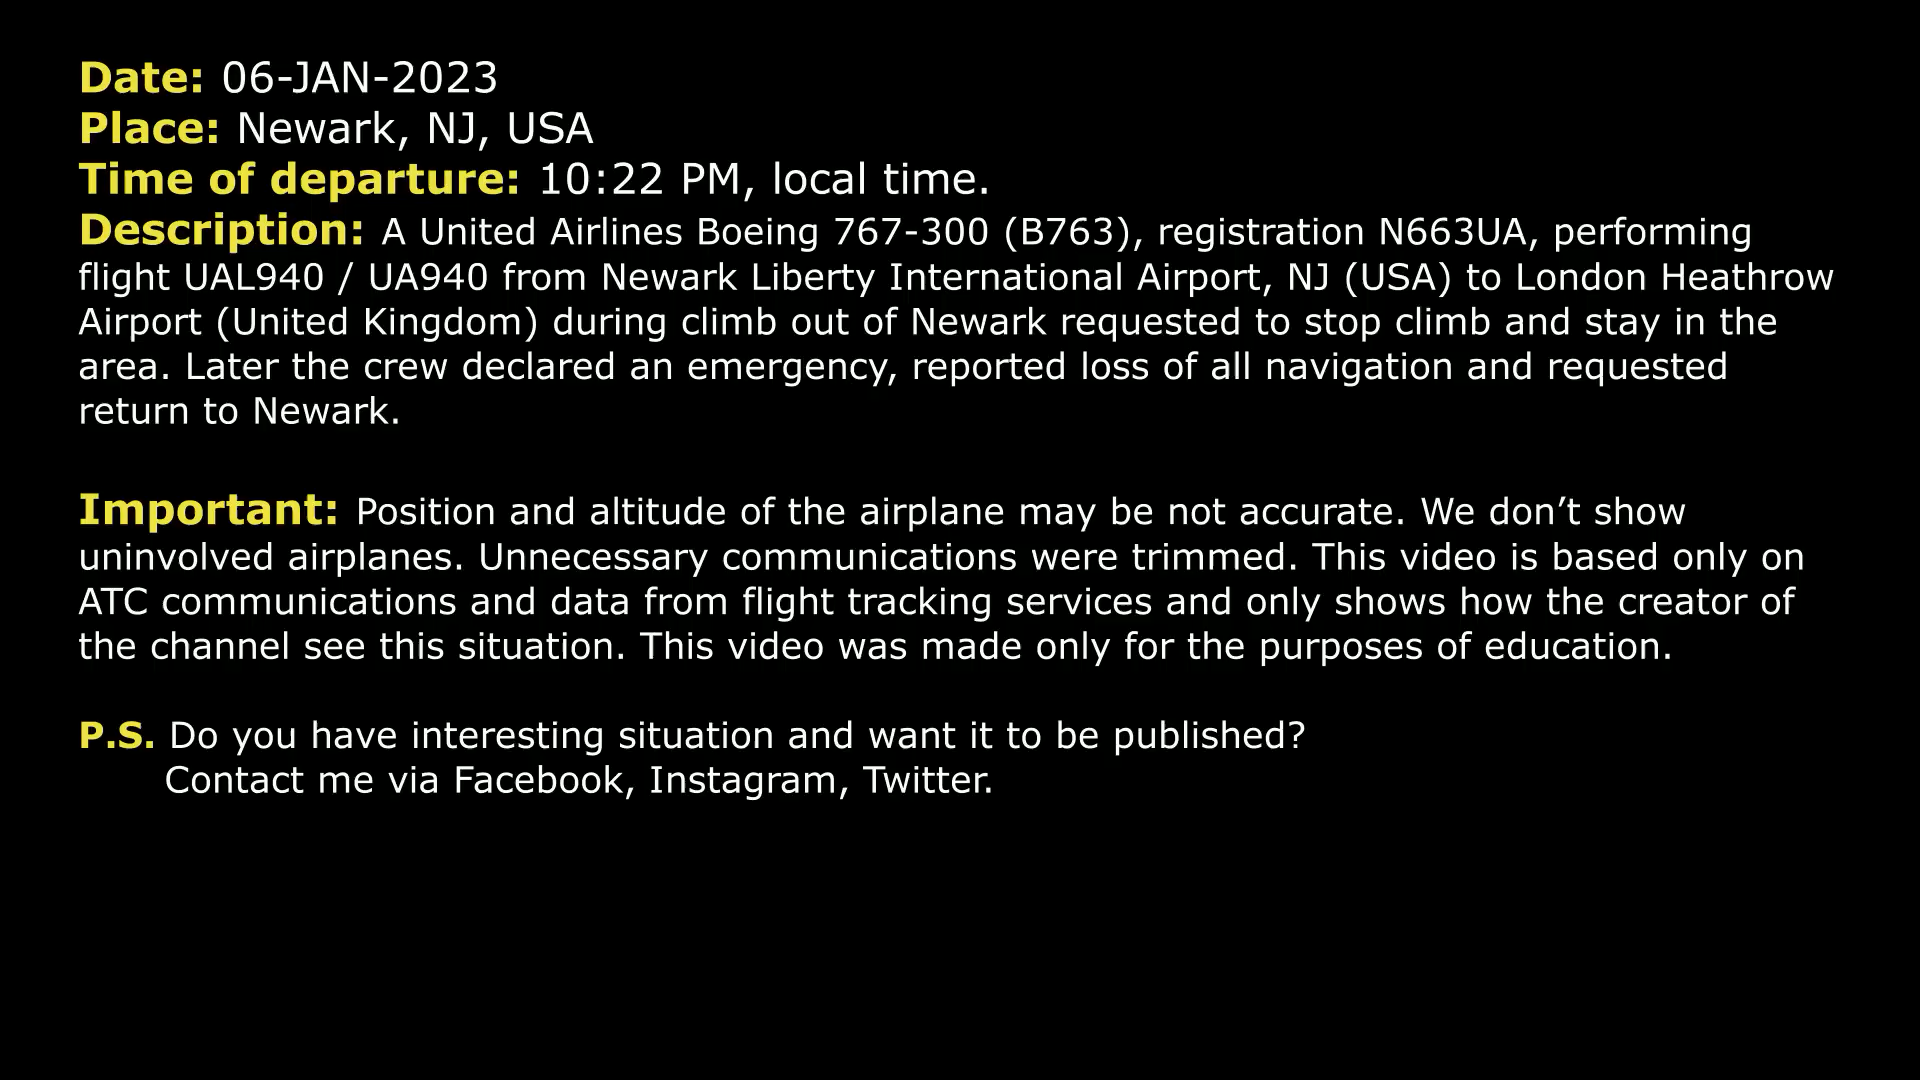 Date: 06-JAN-2023
Place: Newark, NJ, USA
Time of departure: 10:22 PM, local time.
Description: A United Airlines Boeing 767-300 (B763), registration N663UA, performing
flight UAL940 / UA940 from Newark Liberty International Airport, NJ (USA) to London Heathrow
Airport (United Kingdom) during climb out of Newark requested to stop climb and stay in the
area. Later the crew declared an emergency, reported loss of all navigation and requested
return to Newark.
Important: Position and altitude of the airplane may be not accurate. We don’t show
uninvolved airplanes. Unnecessary communications were trimmed. This video is based only on
ATC communications and data from flight tracking services and only shows how the creator of
the channel see this situation. This video was made only for the purposes of education.
P.S. Do you have interesting situation and want it to be published?
Contact me via Facebook, Instagram, Twitter.